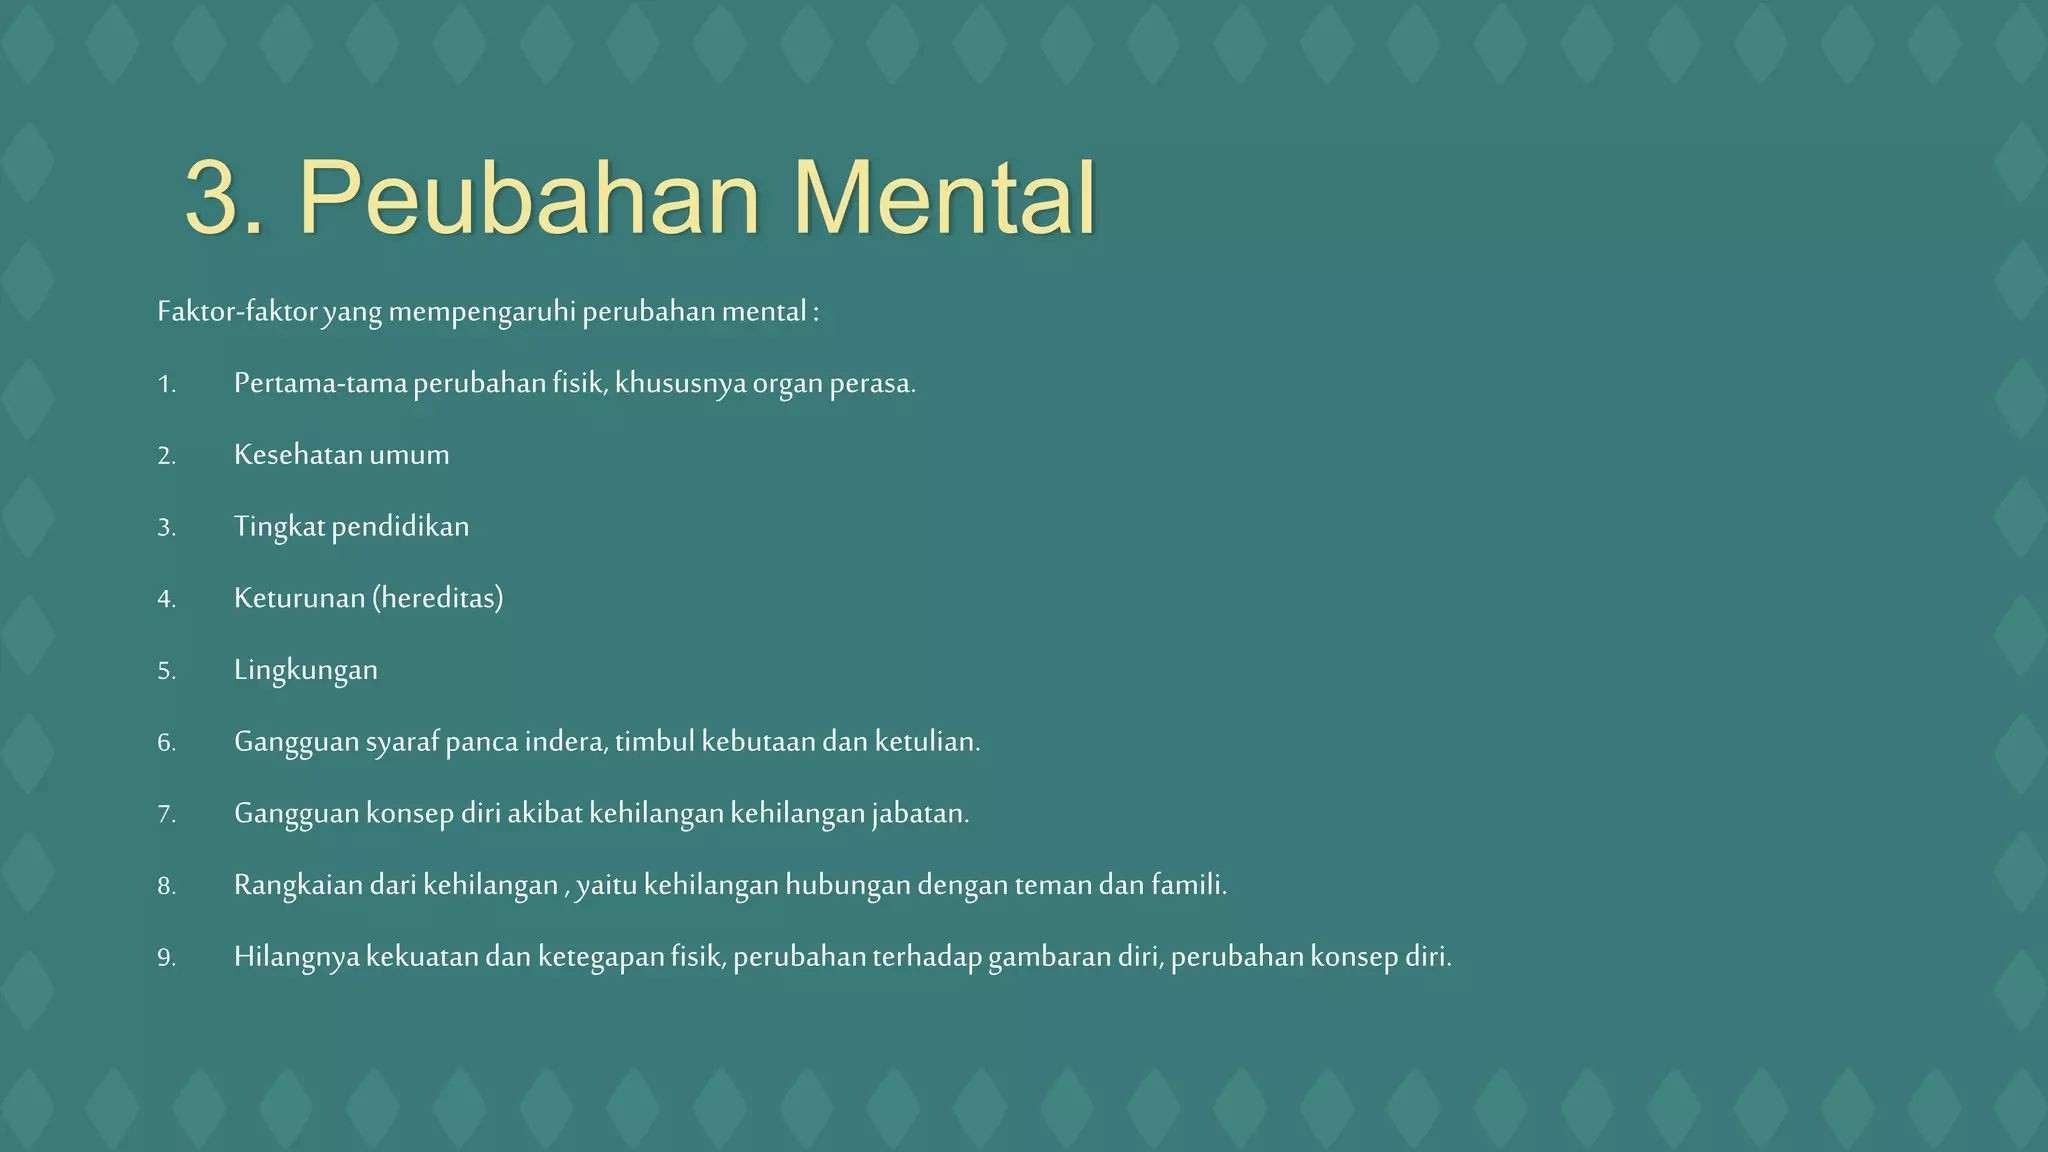 3. Peubahan Mental
Faktor-faktor yang mempengaruhi perubahan mental :
1. Pertama-tama perubahan fisik, khususnya organ perasa.
2. Kesehatan umum
3. Tingkat pendidikan
4. Keturunan (hereditas)
5. Lingkungan
6. Gangguan syaraf panca indera, timbul kebutaan dan ketulian.
7. Gangguan konsep diri akibat kehilangan kehilangan jabatan.
8. Rangkaian dari kehilangan , yaitu kehilangan hubungan dengan teman dan famili.
9. Hilangnya kekuatan dan ketegapan fisik, perubahan terhadap gambaran diri, perubahan konsep diri.